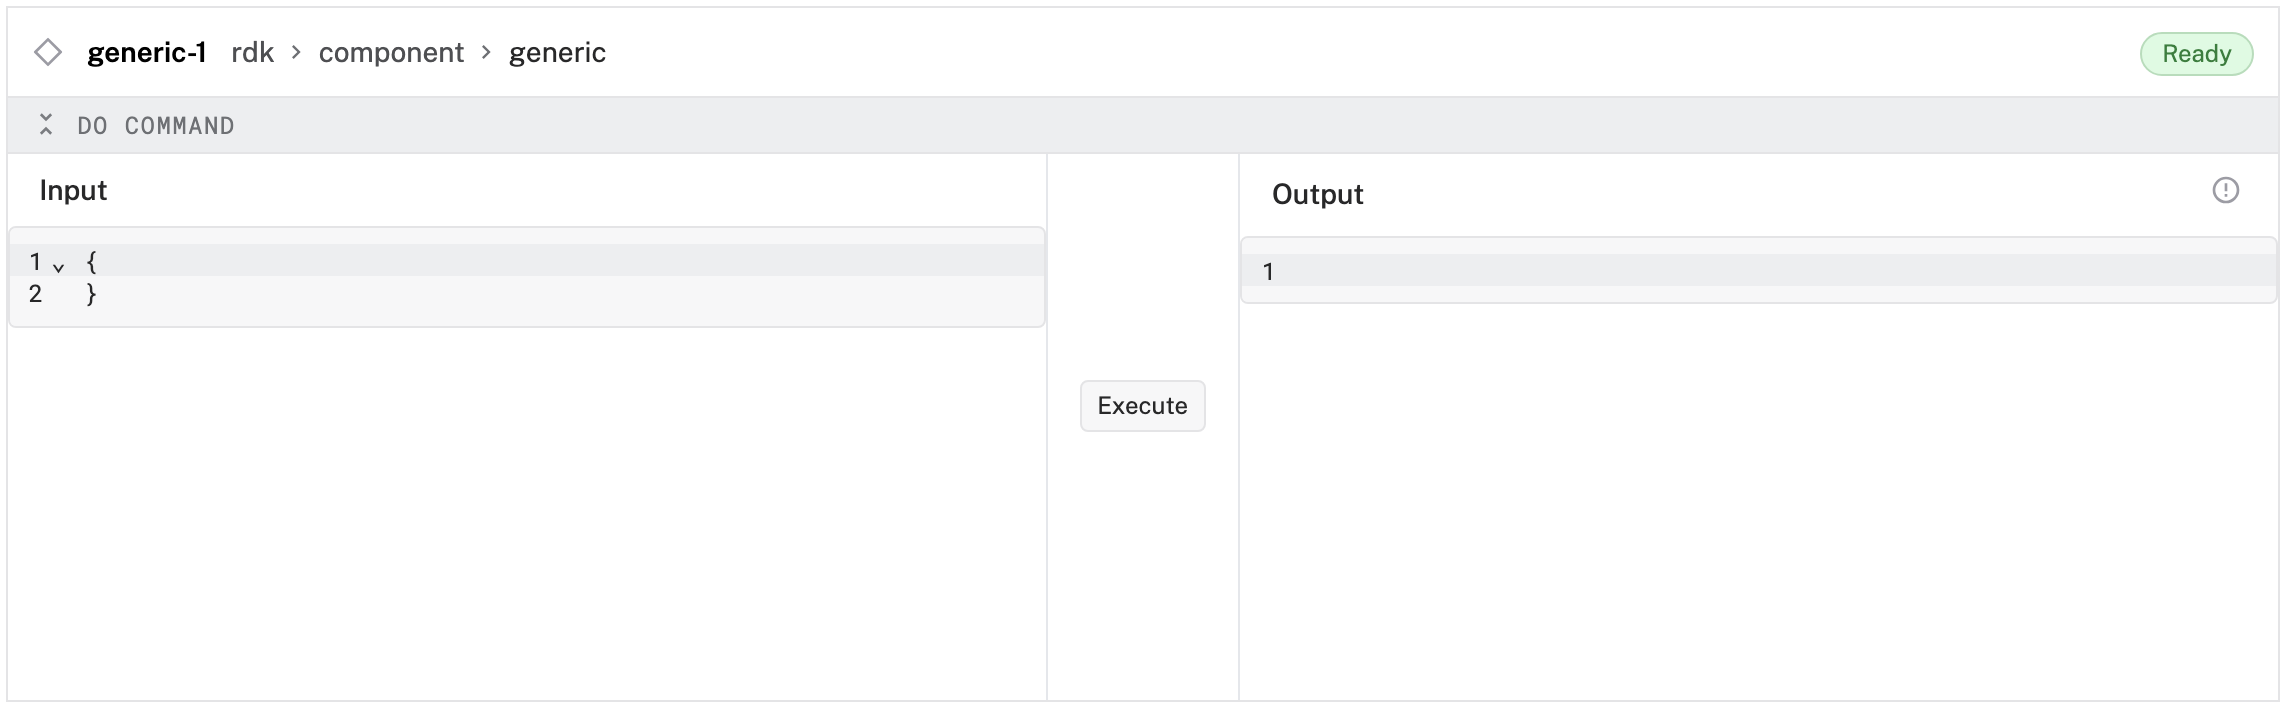 generic-1 rdk > component > generic
Ready
DO COMMAND
Input
1 {
2 }
Execute
Output
1